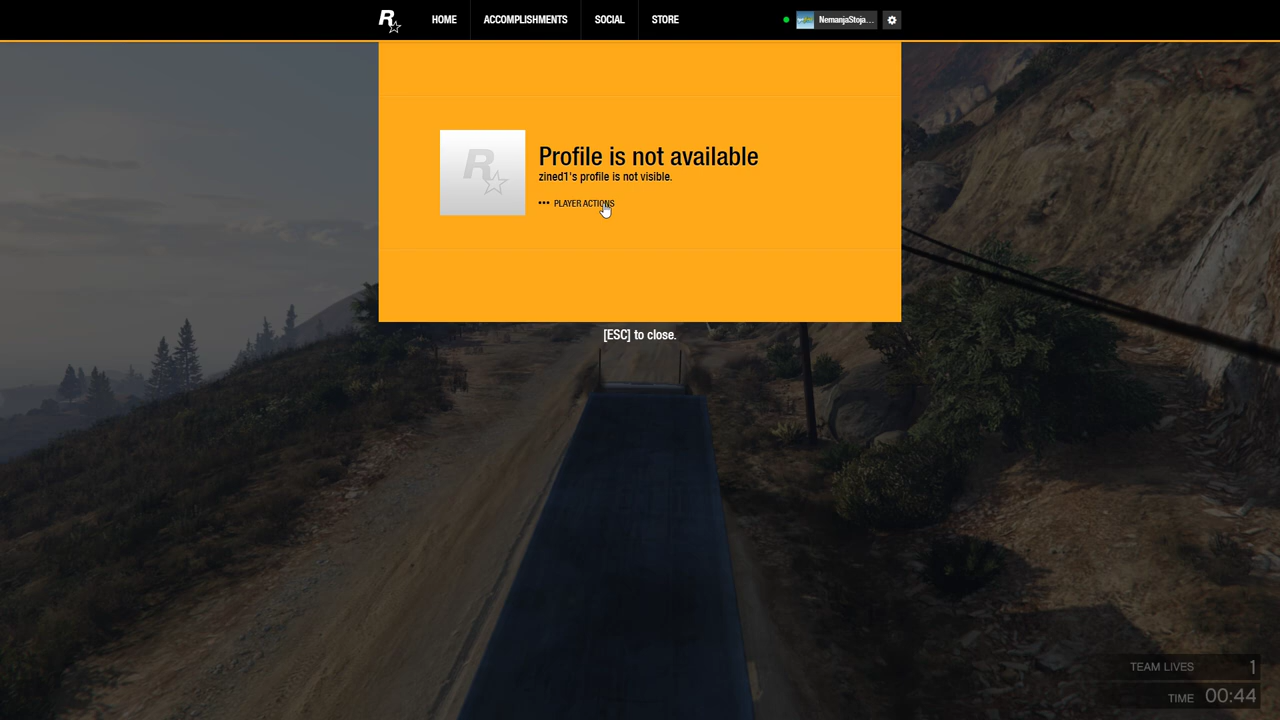 HOME ACCOMPLISHMENTS SOCIAL STORE NemanjaStoja...
Profile is not available
zined1's profile is not visible.
••• PLAYER ACTIONS
[ESC] to close.
TEAM LIVES 1
TIME 00:44